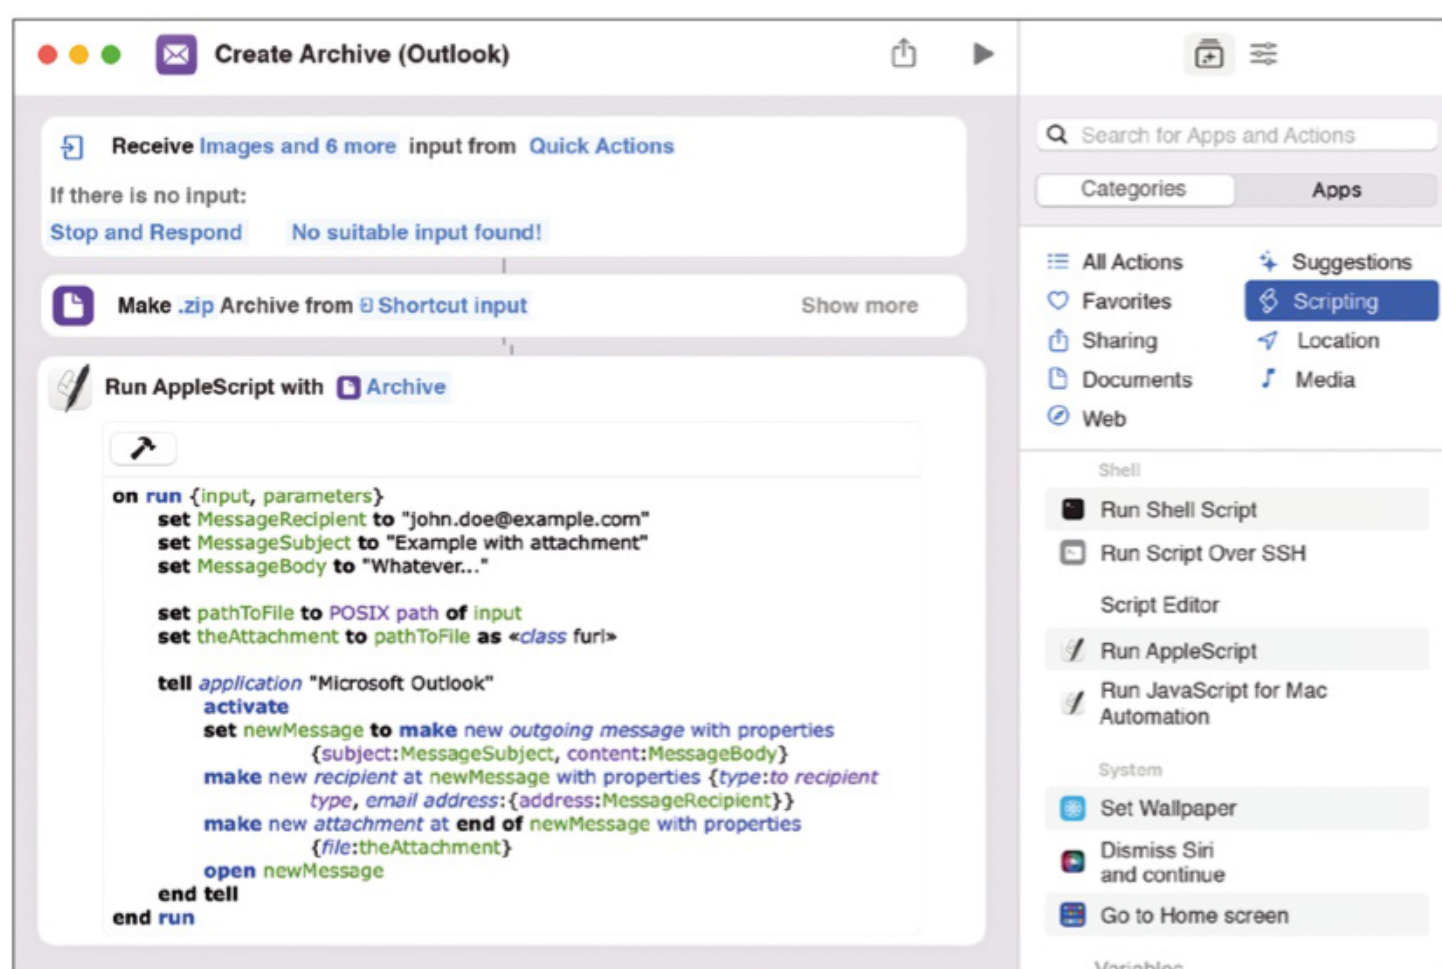 Create Archive (Outlook)
Receive Images and 6 more input from Quick Actions
If there is no input:
Stop and Respond No suitable input found!
Make .zip Archive from Shortcut input Show more
Run AppleScript with Archive
on run {input, parameters}
set MessageRecipient to "john.doe@example.com"
set MessageSubject to "Example with attachment"
set MessageBody to "Whatever..."
set pathToFile to POSIX path of input
set theAttachment to pathToFile as «class furl»
tell application "Microsoft Outlook"
activate
set newMessage to make new outgoing message with properties
{subject:MessageSubject, content:MessageBody}
make new recipient at newMessage with properties {type:to recipient
type, email address:{address:MessageRecipient}}
make new attachment at end of newMessage with properties
{file:theAttachment}
open newMessage
end tell
end run
Search for Apps and Actions
Categories Apps
All Actions Suggestions
Favorites Scripting
Sharing Location
Documents Media
Web
Shell
Run Shell Script
Run Script Over SSH
Script Editor
Run AppleScript
Run JavaScript for Mac
Automation
System
Set Wallpaper
Dismiss Siri
and continue
Go to Home screen
Variables